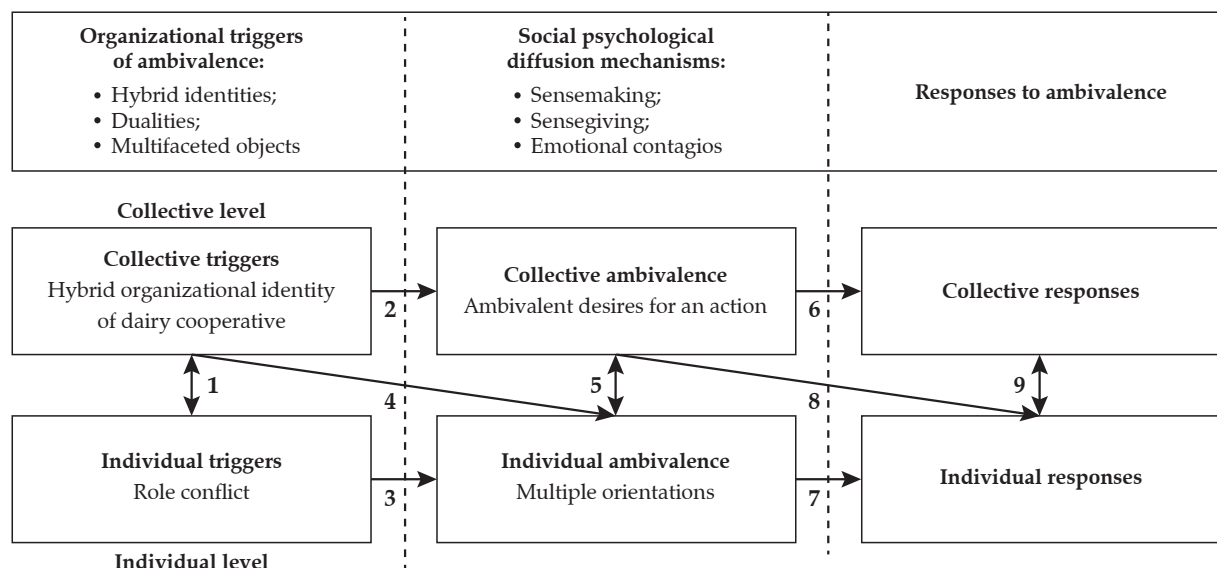 Organizational triggers
of ambivalence:
• Hybrid identities;
• Dualities;
• Multifaceted objects
Social psychological
diffusion mechanisms:
• Sensemaking;
• Sensegiving;
• Emotional contagios
Responses to ambivalence
Collective level
Collective triggers
Hybrid organizational identity
of dairy cooperative
2
Collective ambivalence
Ambivalent desires for an action
6
Collective responses
1
4
5
8
9
Individual triggers
Role conflict
3
Individual ambivalence
Multiple orientations
7
Individual responses
Individual level